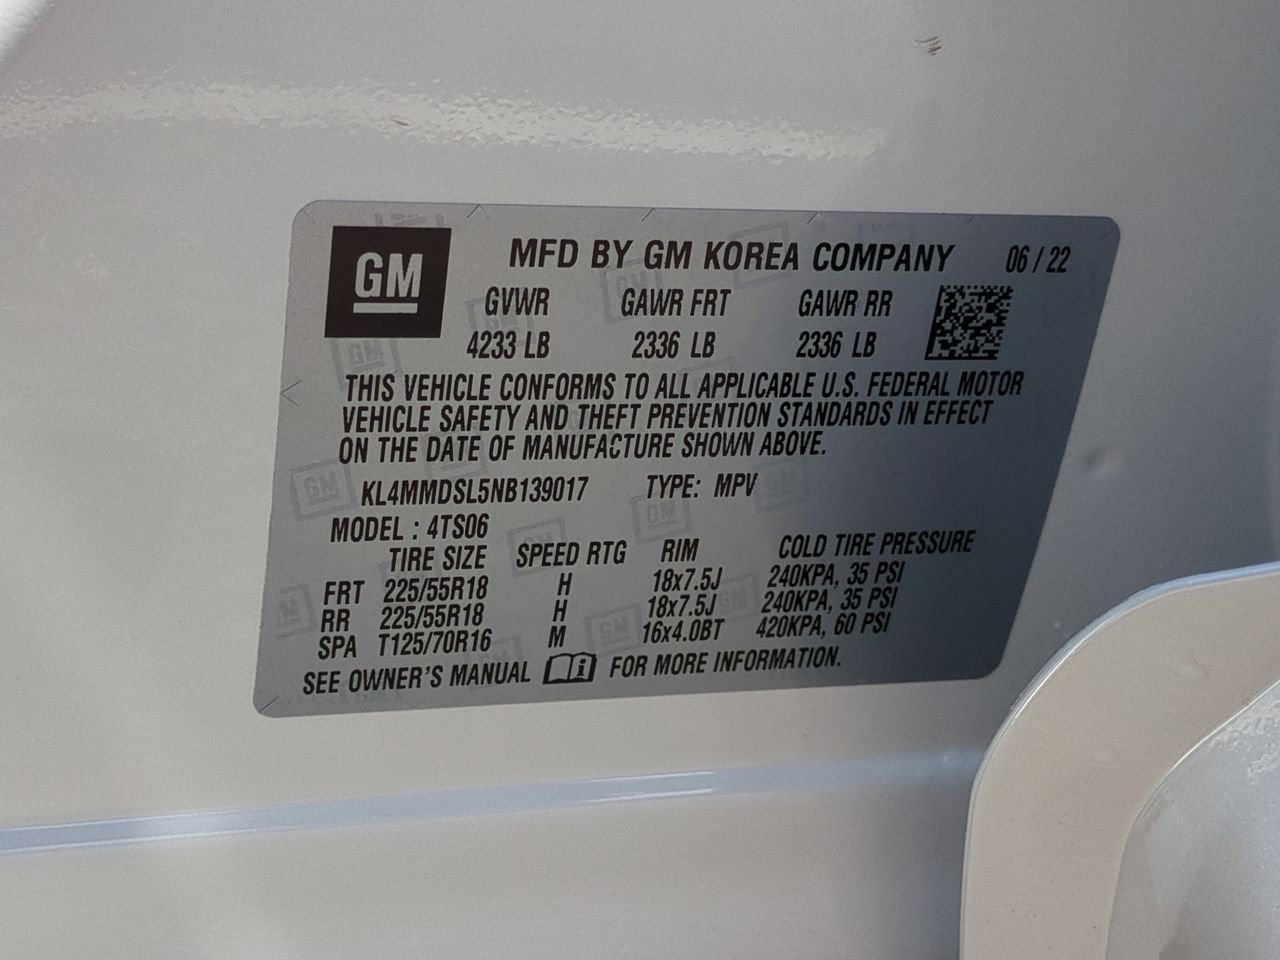 GM
MFD BY GM KOREA COMPANY 06 / 22
GVWR GAWR FRT GAWR RR
4233 LB 2336 LB 2336 LB
THIS VEHICLE CONFORMS TO ALL APPLICABLE U.S. FEDERAL MOTOR
VEHICLE SAFETY AND THEFT PREVENTION STANDARDS IN EFFECT
ON THE DATE OF MANUFACTURE SHOWN ABOVE.
KL4MMDSL5NB139017 TYPE: MPV
MODEL : 4TS06
TIRE SIZE SPEED RTG RIM COLD TIRE PRESSURE
FRT 225/55R18 H 18x7.5J 240KPA, 35 PSI
RR 225/55R18 H 18x7.5J 240KPA, 35 PSI
SPA T125/70R16 M 16x4.0BT 420KPA, 60 PSI
SEE OWNER'S MANUAL FOR MORE INFORMATION.